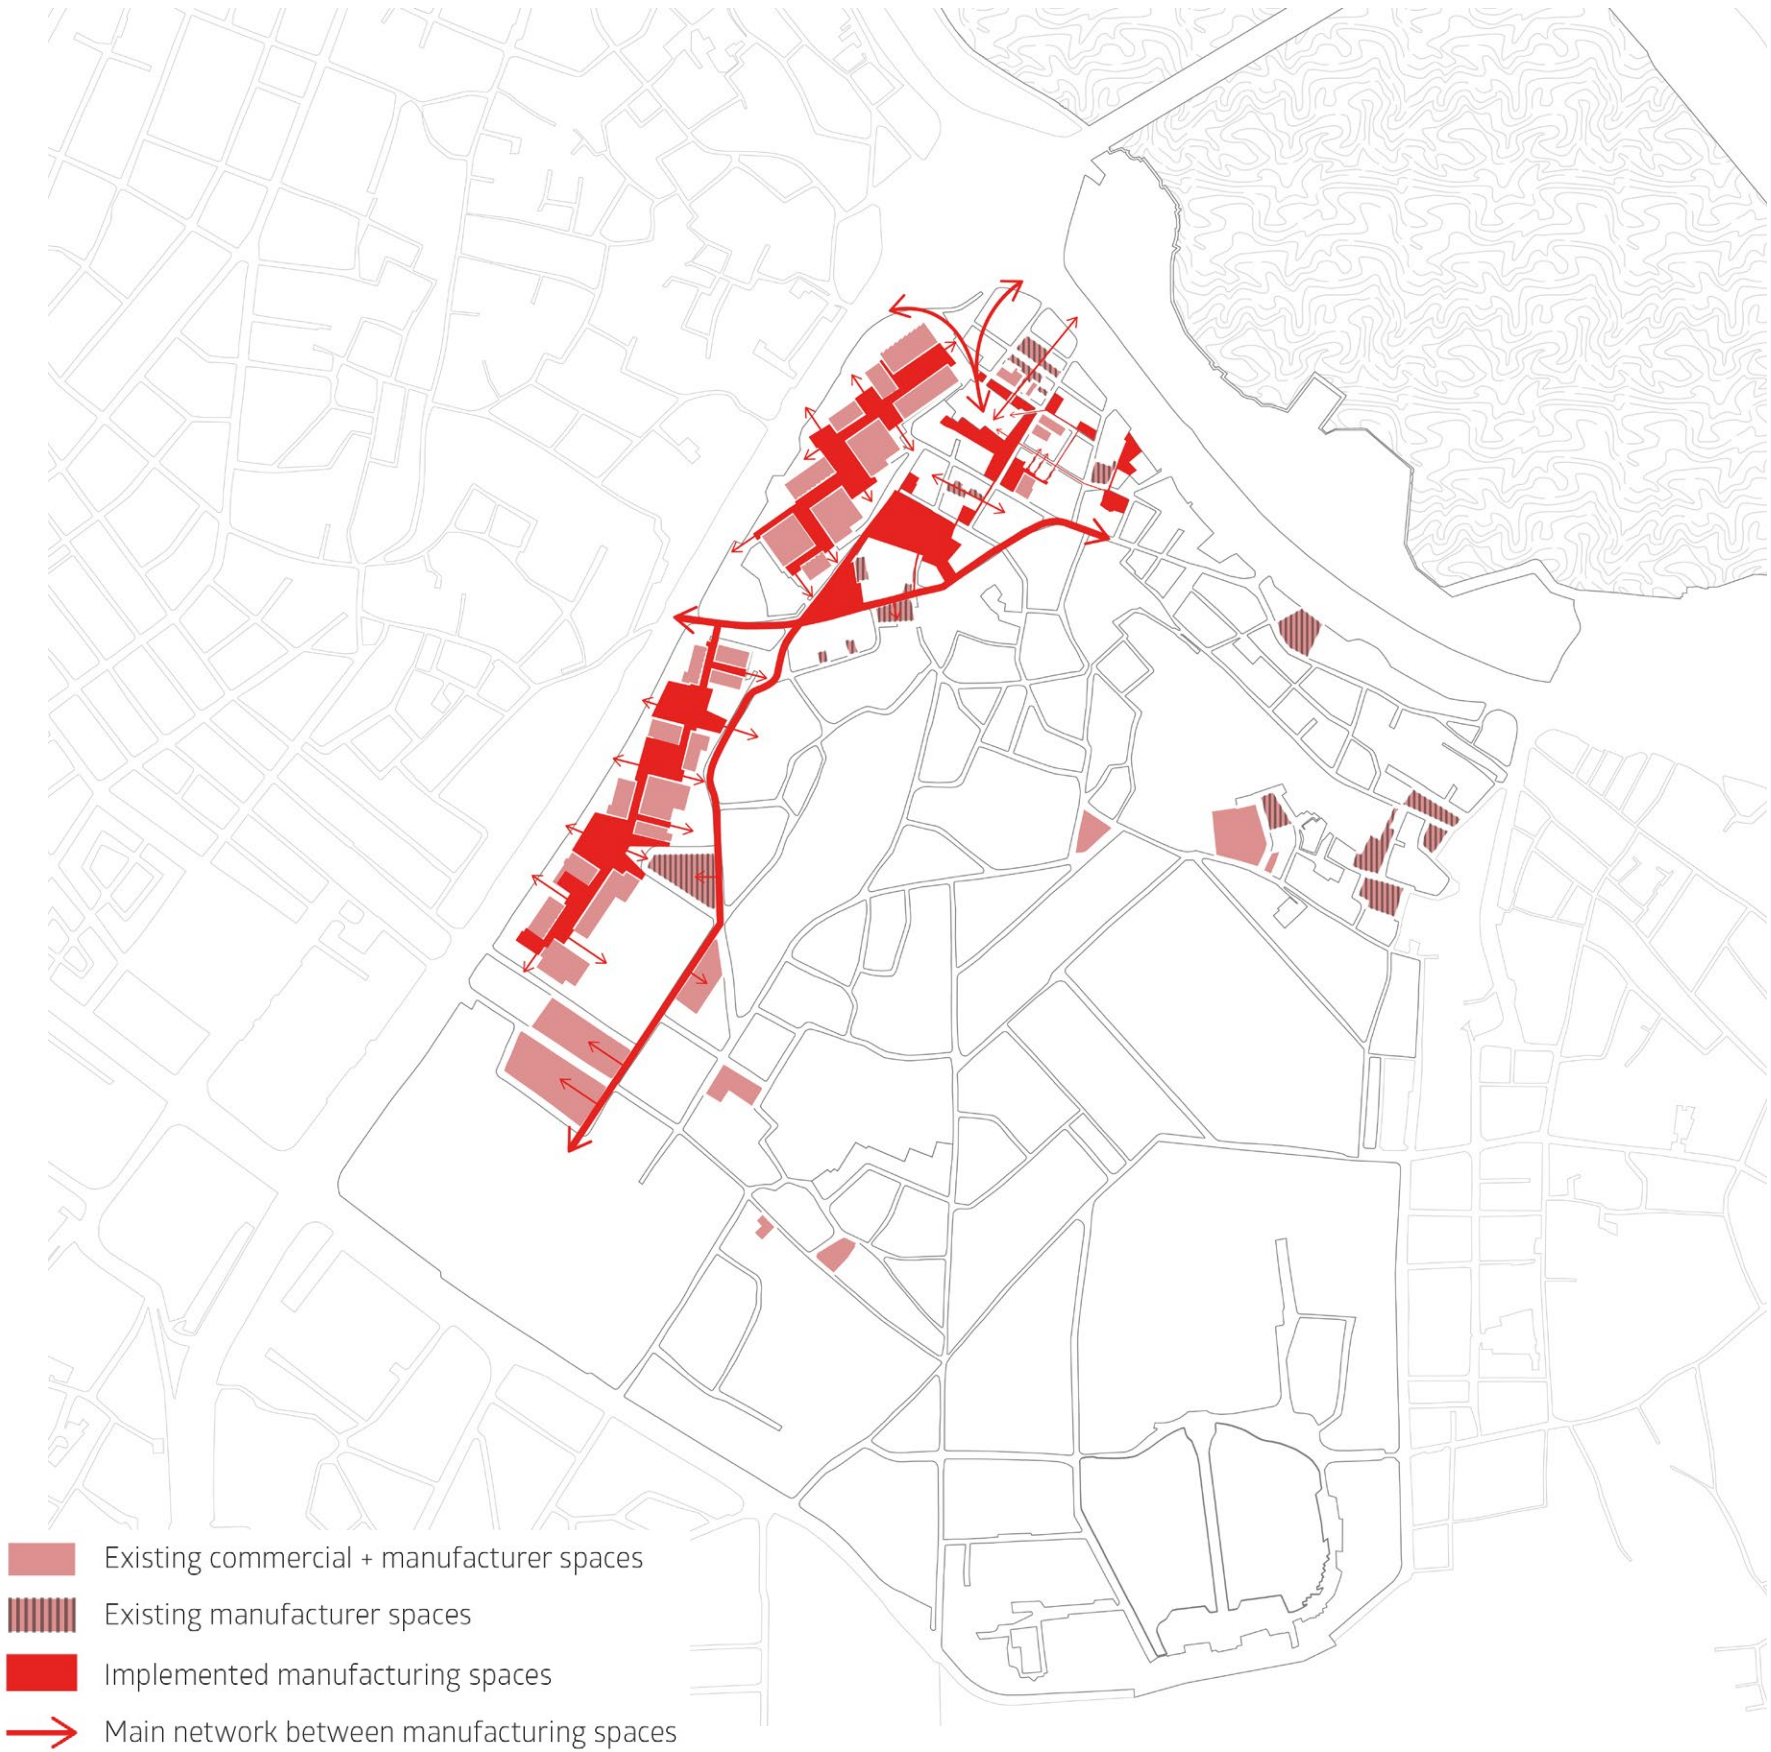 Existing commercial + manufacturer spaces
Existing manufacturer spaces
Implemented manufacturing spaces
Main network between manufacturing spaces